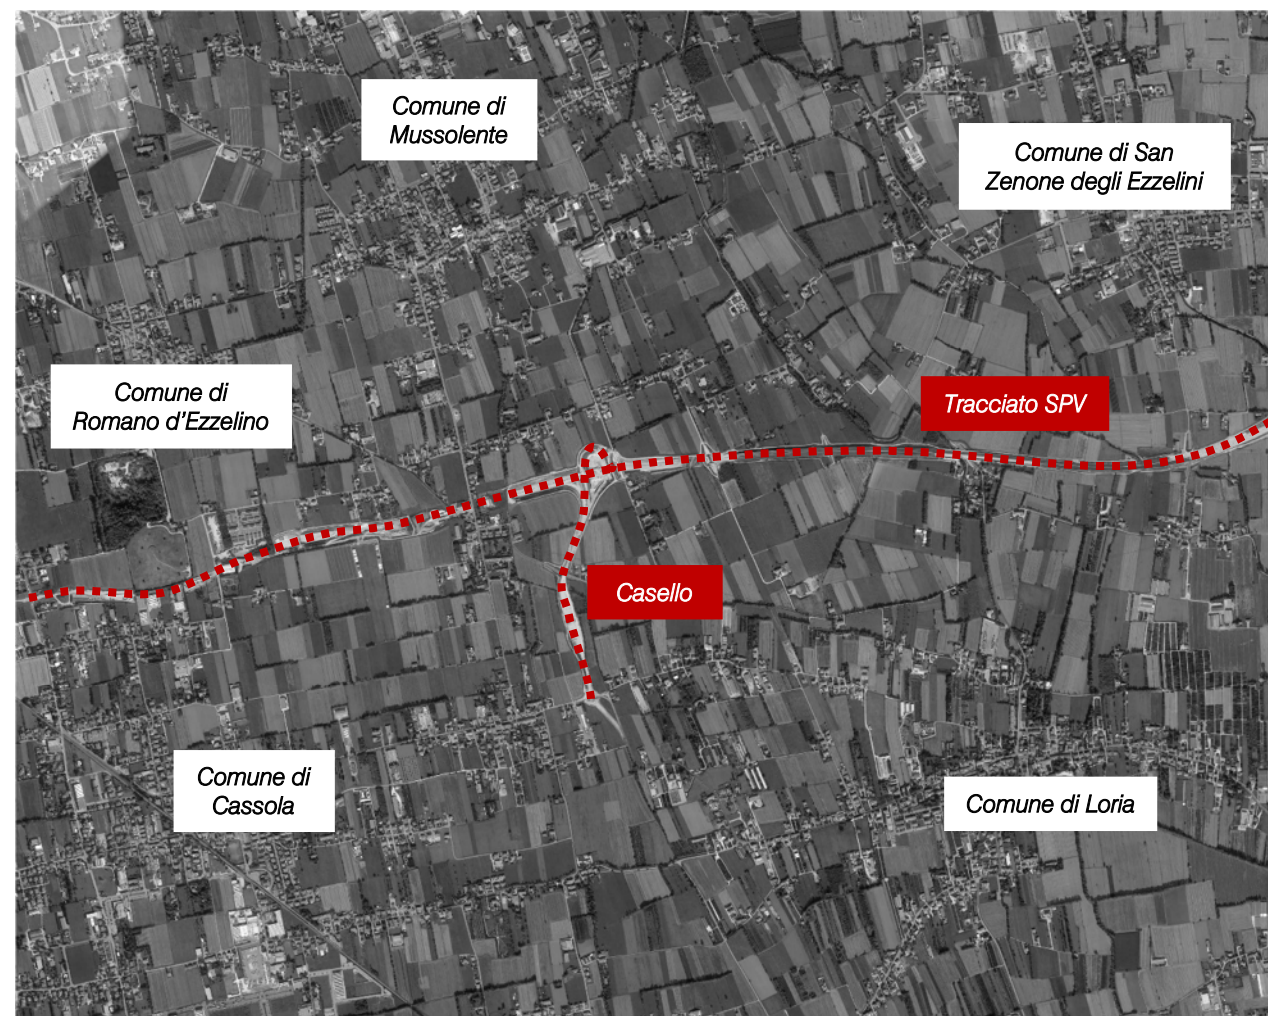 Comune di
Mussolente
Comune di San
Zenone degli Ezzelini
Comune di
Romano d'Ezzelino
Tracciato SPV
Casello
Comune di
Cassola
Comune di Loria